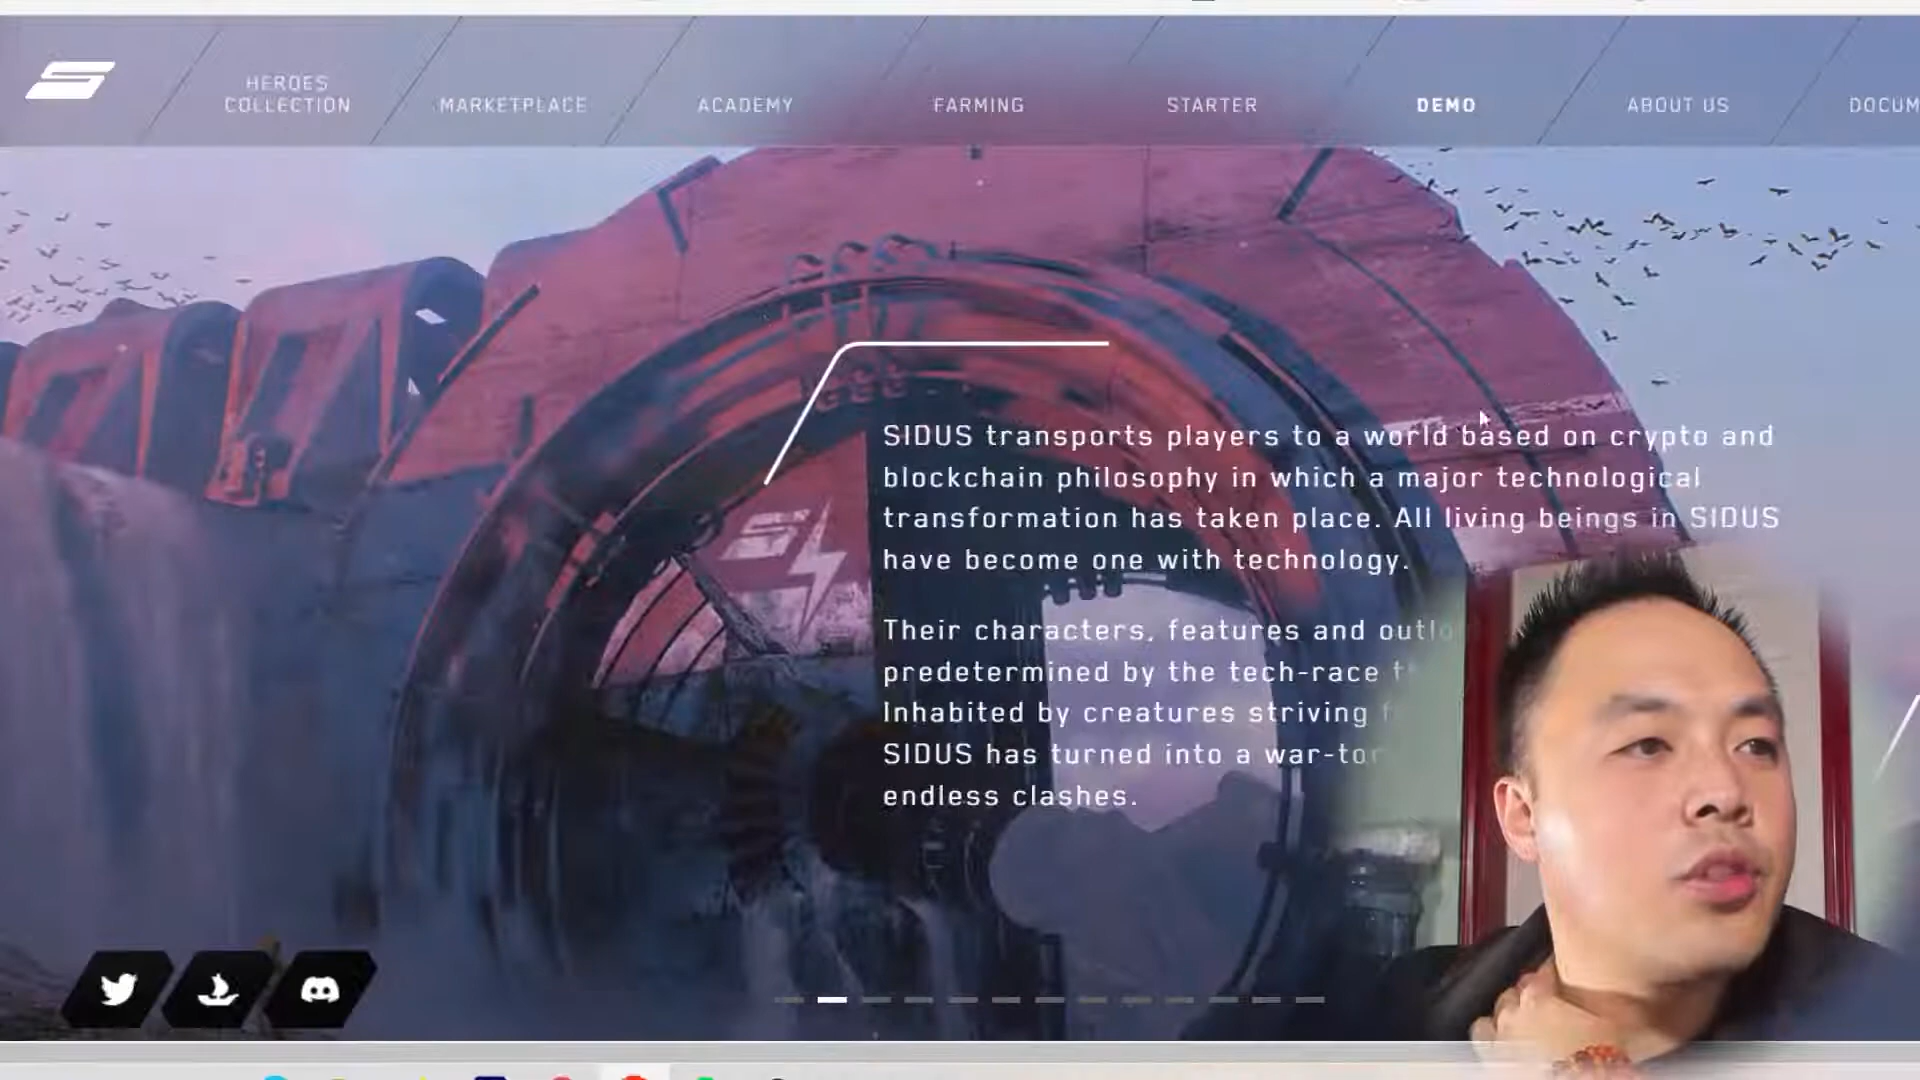 HEROES
COLLECTION
MARKETPLACE
ACADEMY
FARMING
STARTER
DEMO
ABOUT US
SIDUS transports players to a world based on crypto and
blockchain philosophy in which a major technological
transformation has taken place. All living beings in SIDUS
have become one with technology.
Their characters, features and
predetermined by the tech-race
Inhabited by creatures striving
SIDUS has turned into a
endless clashes.